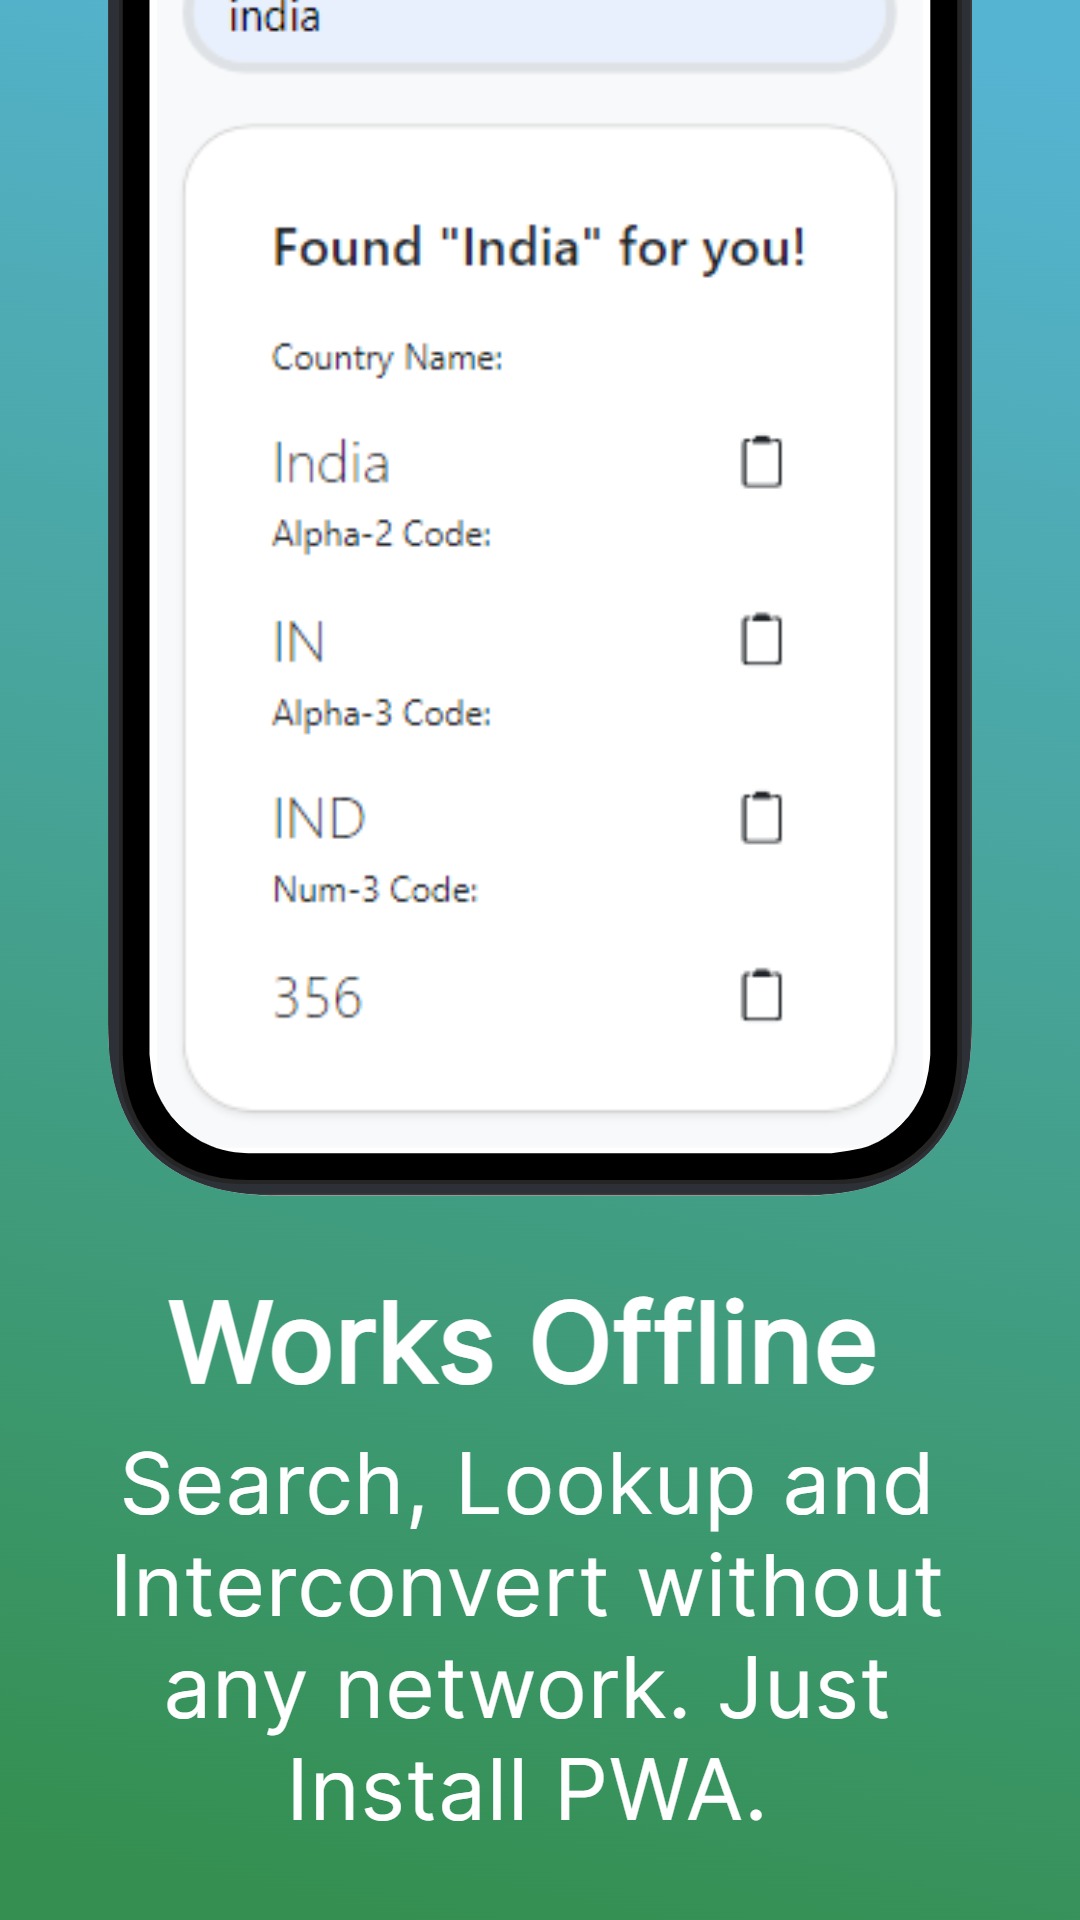 india
Found "India" for you!
Country Name:
India
Alpha-2 Code:
IN
Alpha-3 Code:
IND
Num-3 Code:
356
Works Offline
Search, Lookup and
Interconvert without
any network. Just
Install PWA.